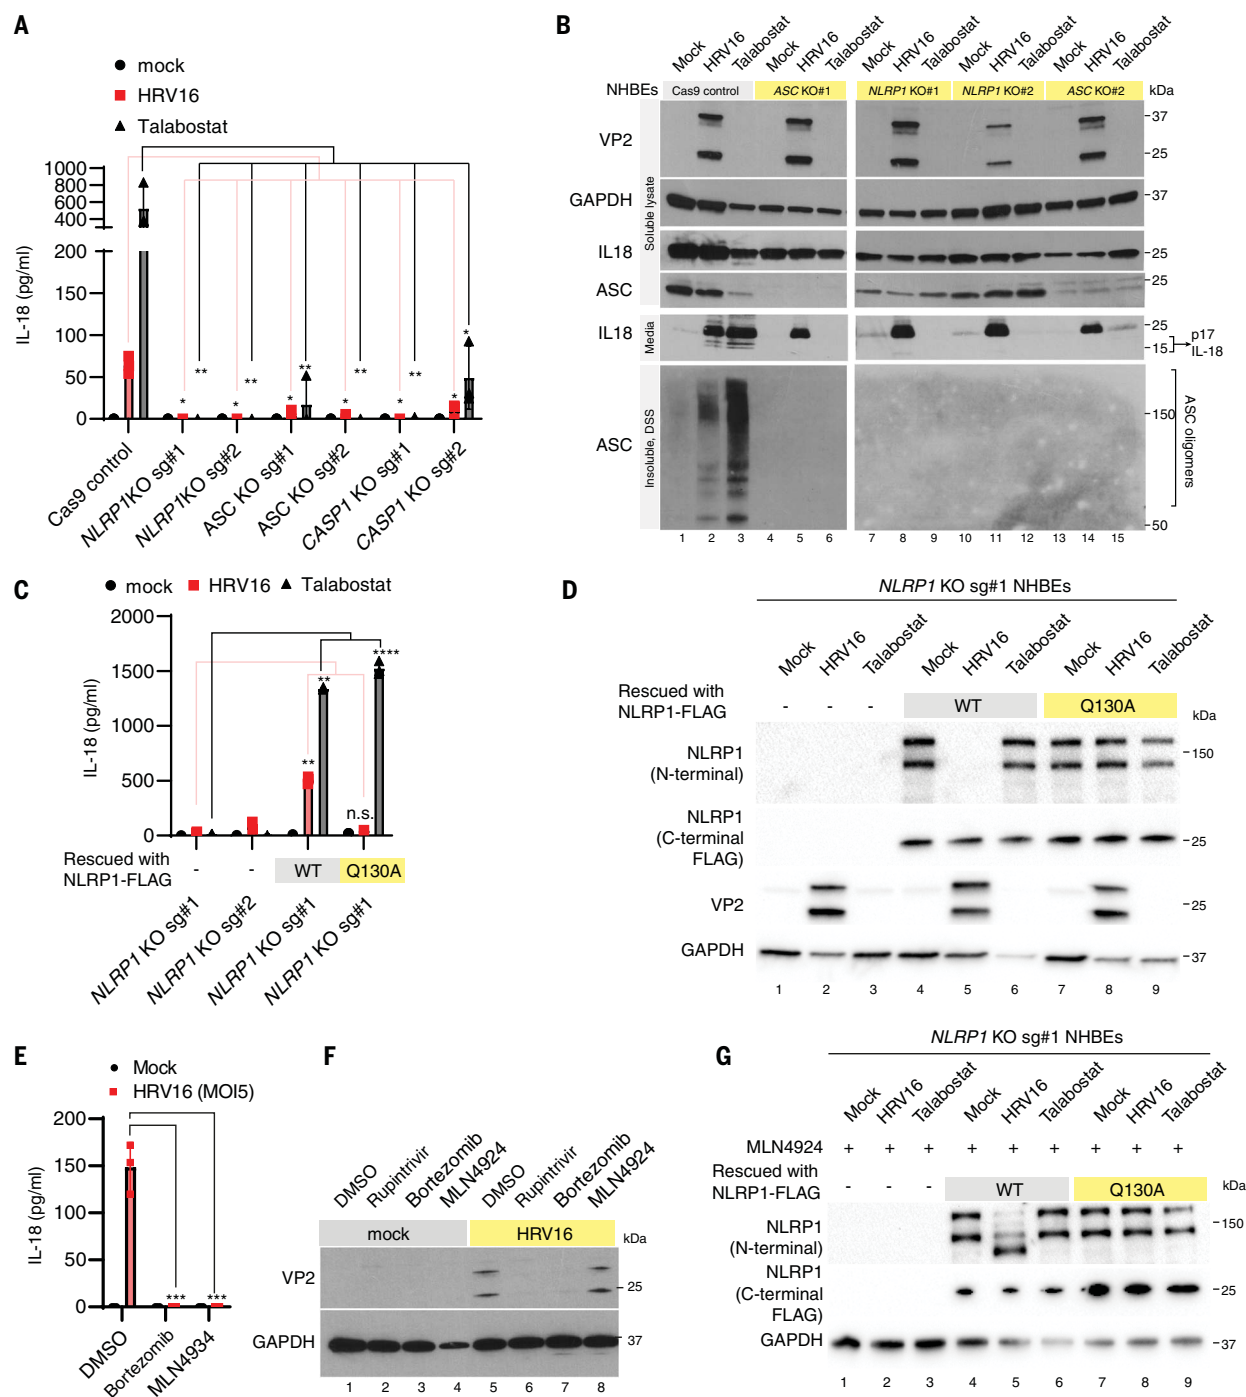 A
mock
HRV16
Talabostat
1000
800
600
400
200
150
100
50
0
IL-18 (pg/ml)
* ** * ** * ** * ** * ** * *
Cas9 control
NLRP1KO sg#1
NLRP1KO sg#2
ASC KO sg#1
ASC KO sg#2
CASP1 KO sg#1
CASP1 KO sg#2
B
Mock HRV16 Talabostat Mock HRV16 Talabostat Mock HRV16 Talabostat Mock HRV16 Talabostat Mock HRV16 Talabostat
NHBEs Cas9 control ASC KO#1 NLRP1 KO#1 NLRP1 KO#2 ASC KO#2 kDa
VP2 37
25
GAPDH 37
IL18 25
ASC 25
Soluble lysate
IL18 25
15
p17
IL-18
Media
ASC 150
50
Insoluble, DSS
ASC oligomers
1 2 3 4 5 6 7 8 9 10 11 12 13 14 15
C
mock HRV16 Talabostat
2000
1500
1000
500
0
IL-18 (pg/ml)
** ** n.s. ****
Rescued with
NLRP1-FLAG - - WT Q130A
NLRP1 KO sg#1
NLRP1 KO sg#2
NLRP1 KO sg#1
NLRP1 KO sg#1
D
NLRP1 KO sg#1 NHBEs
Mock HRV16 Talabostat Mock HRV16 Talabostat Mock HRV16 Talabostat
Rescued with
NLRP1-FLAG - - - WT Q130A kDa
NLRP1
(N-terminal) 150
NLRP1
(C-terminal
FLAG) 25
VP2 25
GAPDH 37
1 2 3 4 5 6 7 8 9
E
Mock
HRV16 (MOI5)
200
150
100
50
0
IL-18 (pg/ml)
*** ***
DMSO
Bortezomib
MLN4934
F
DMSO Rupintrivir Bortezomib MLN4924 DMSO Rupintrivir Bortezomib MLN4924
mock HRV16 kDa
VP2 25
GAPDH 37
1 2 3 4 5 6 7 8
G
NLRP1 KO sg#1 NHBEs
Mock HRV16 Talabostat Mock HRV16 Talabostat Mock HRV16 Talabostat
MLN4924 + + + + + + + + +
Rescued with
NLRP1-FLAG - - - WT Q130A kDa
NLRP1
(N-terminal) 150
NLRP1
(C-terminal
FLAG) 25
GAPDH 37
1 2 3 4 5 6 7 8 9